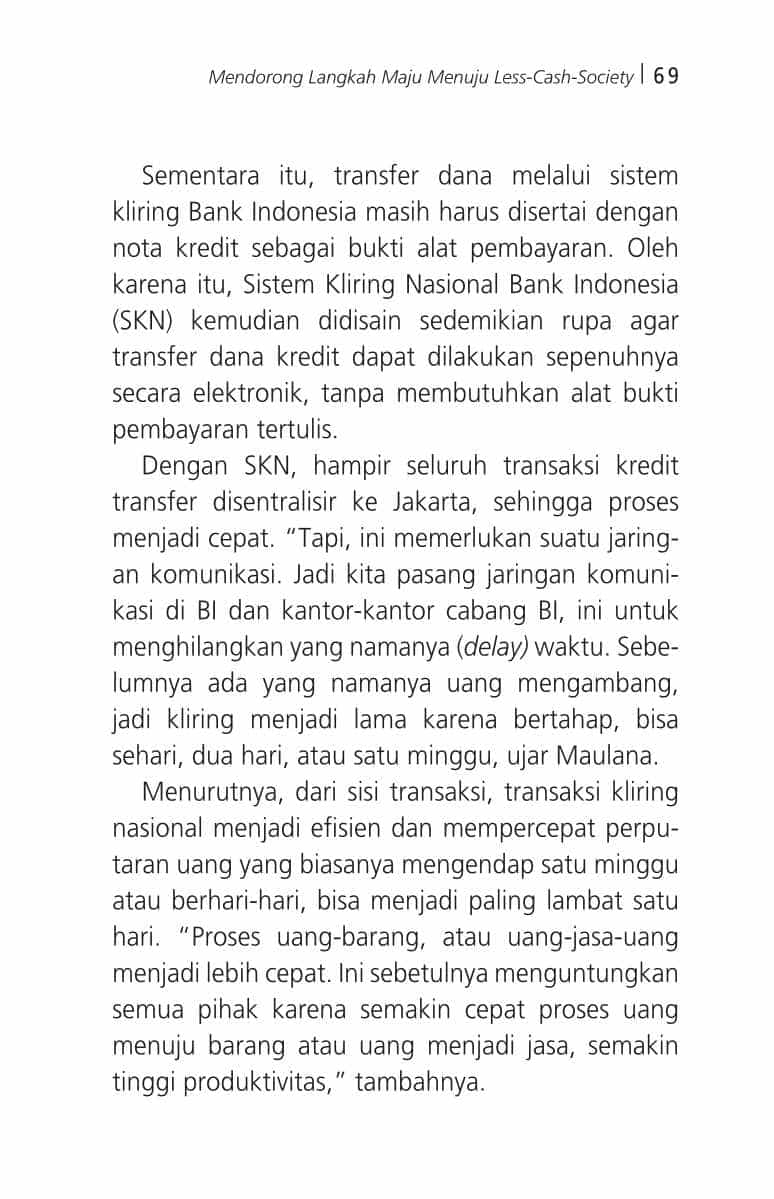 Mendorong Langkah Maju Menuju Less-Cash-Society | 69
Sementara itu, transfer dana melalui sistem
kliring Bank Indonesia masih harus disertai dengan
nota kredit sebagai bukti alat pembayaran. Oleh
karena itu, Sistem Kliring Nasional Bank Indonesia
(SKN) kemudian didisain sedemikian rupa agar
transfer dana kredit dapat dilakukan sepenuhnya
secara elektronik, tanpa membutuhkan alat bukti
pembayaran tertulis.
Dengan SKN, hampir seluruh transaksi kredit
transfer disentralisir ke Jakarta, sehingga proses
menjadi cepat. “Tapi, ini memerlukan suatu jaring-
an komunikasi. Jadi kita pasang jaringan komuni-
kasi di BI dan kantor-kantor cabang BI, ini untuk
menghilangkan yang namanya (delay) waktu. Sebe-
lumnya ada yang namanya uang mengambang,
jadi kliring menjadi lama karena bertahap, bisa
sehari, dua hari, atau satu minggu, ujar Maulana.
Menurutnya, dari sisi transaksi, transaksi kliring
nasional menjadi efisien dan mempercepat perpu-
taran uang yang biasanya mengendap satu minggu
atau berhari-hari, bisa menjadi paling lambat satu
hari. “Proses uang-barang, atau uang-jasa-uang
menjadi lebih cepat. Ini sebetulnya menguntungkan
semua pihak karena semakin cepat proses uang
menuju barang atau uang menjadi jasa, semakin
tinggi produktivitas,” tambahnya.